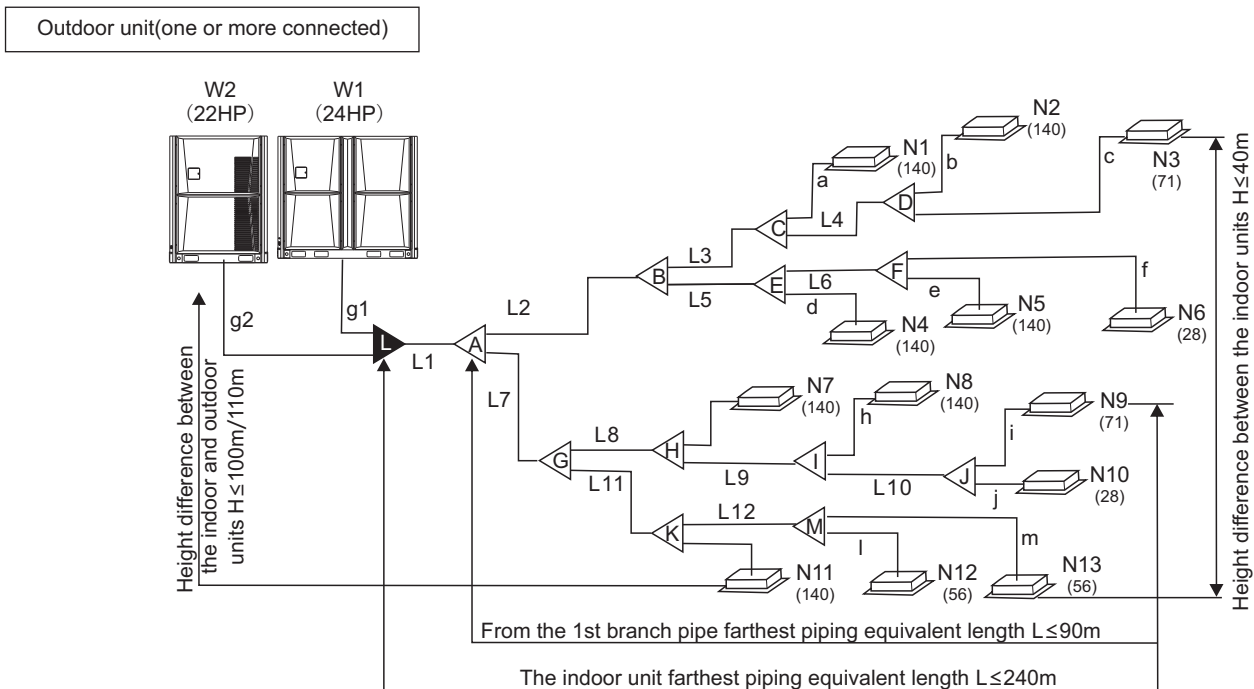 Outdoor unit(one or more connected)
W2
(22HP)
W1
(24HP)
g2
g1
L
L1
A
L2
L7
B
L3
L5
C
a
N1
(140)
L4
D
b
N2
(140)
c
N3
(71)
E
L6
d
N4
(140)
F
e
N5
(140)
f
N6
(28)
G
L8
L11
H
N7
(140)
L9
I
h
N8
(140)
L10
J
i
N9
(71)
j
N10
(28)
K
L12
N11
(140)
M
l
N12
(56)
m
N13
(56)
Height difference between
the indoor and outdoor
units H≤100m/110m
Height difference between the indoor units H≤40m
From the 1st branch pipe farthest piping equivalent length L≤90m
The indoor unit farthest piping equivalent length L≤240m